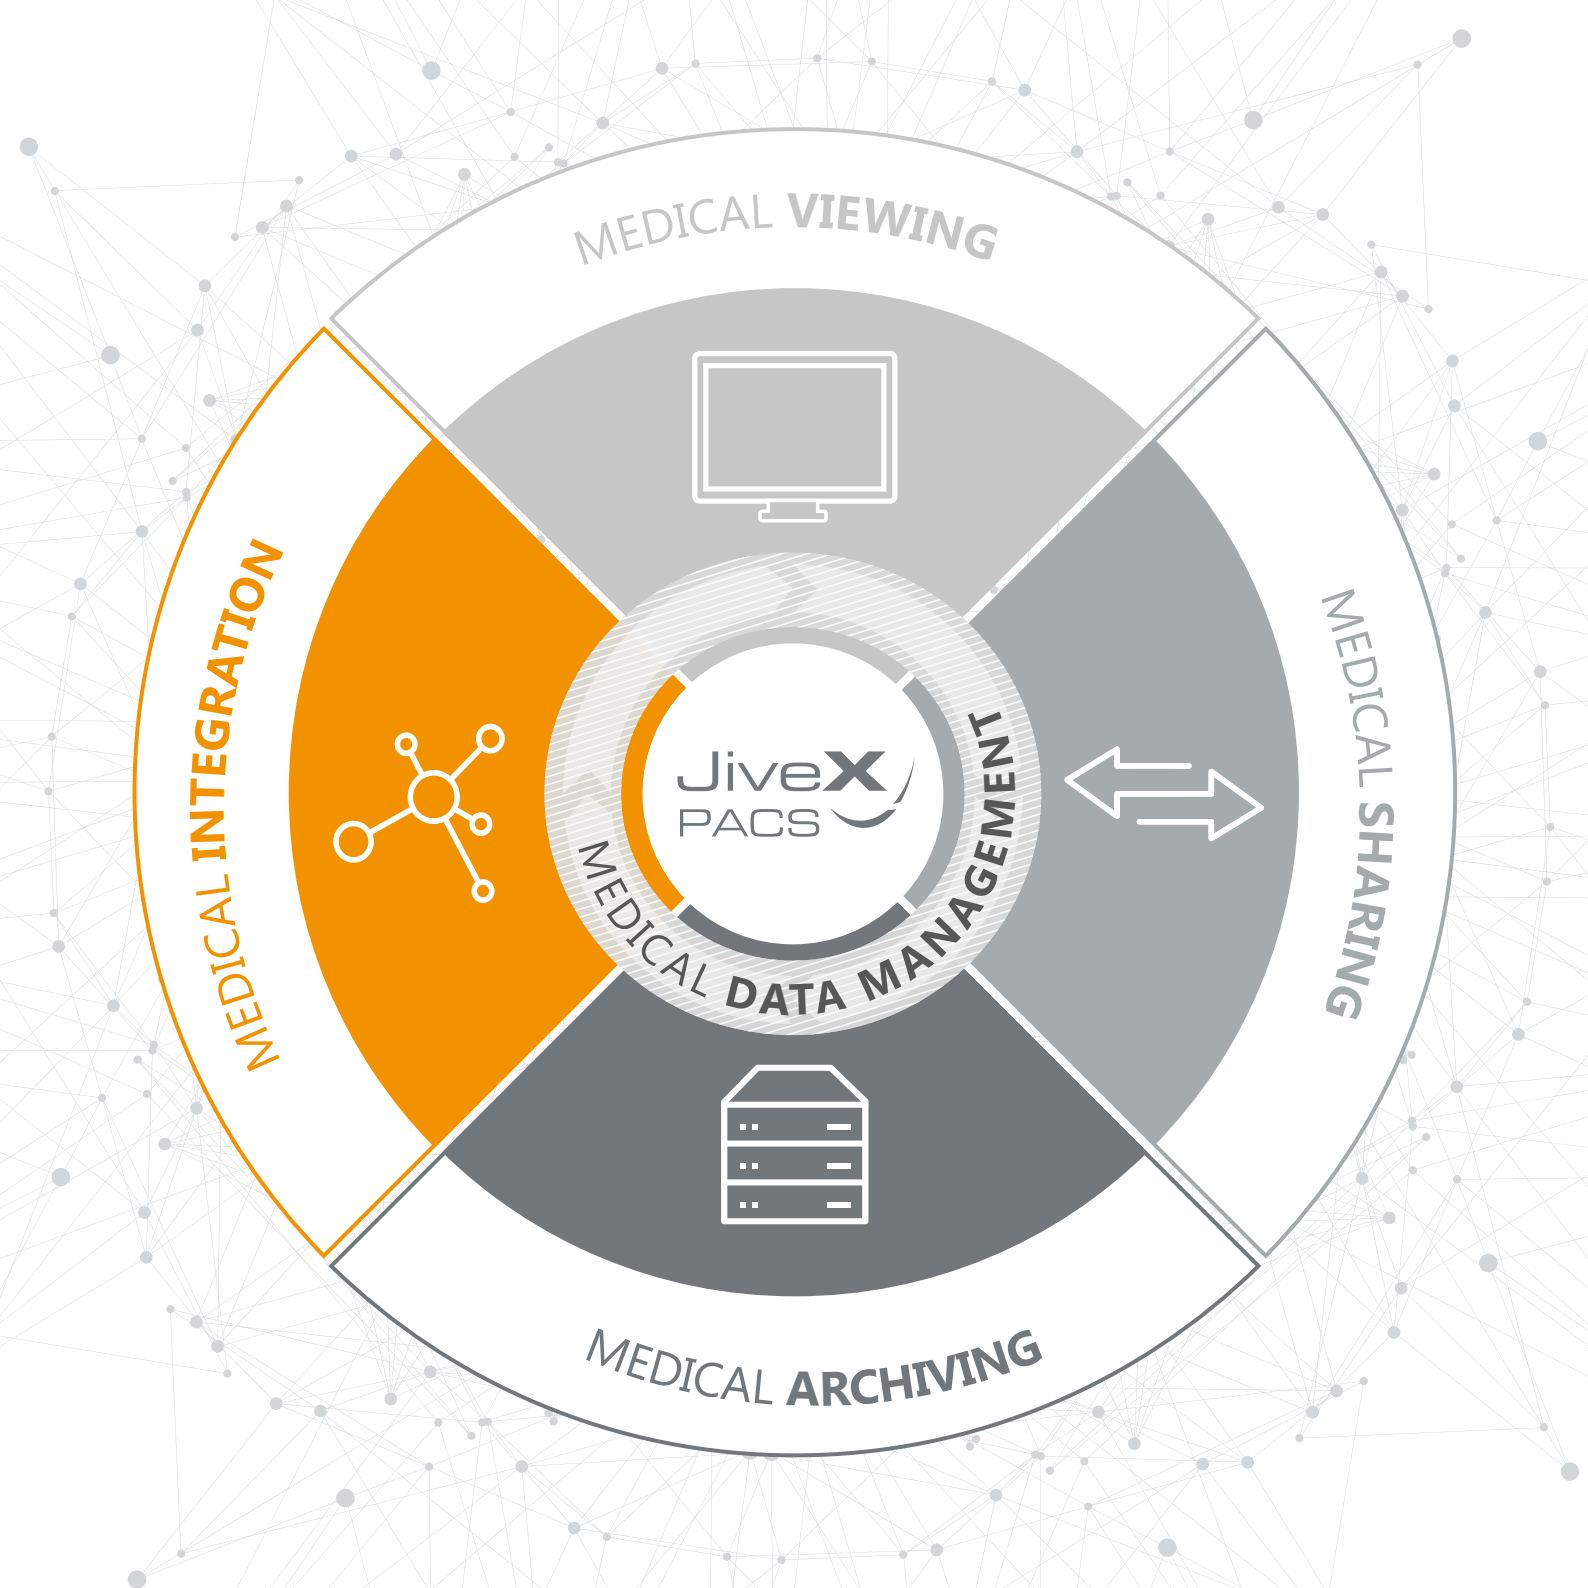 MEDICAL VIEWING
MEDICAL INTEGRATION
MEDICAL SHARING
JiveX
PACS
MEDICAL DATA MANAGEMENT
MEDICAL ARCHIVING